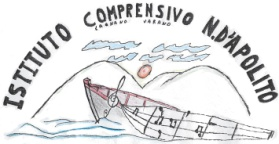 ISTITUTO COMPRENSIVO N. D'APOLITO
CAGNANO VARANO